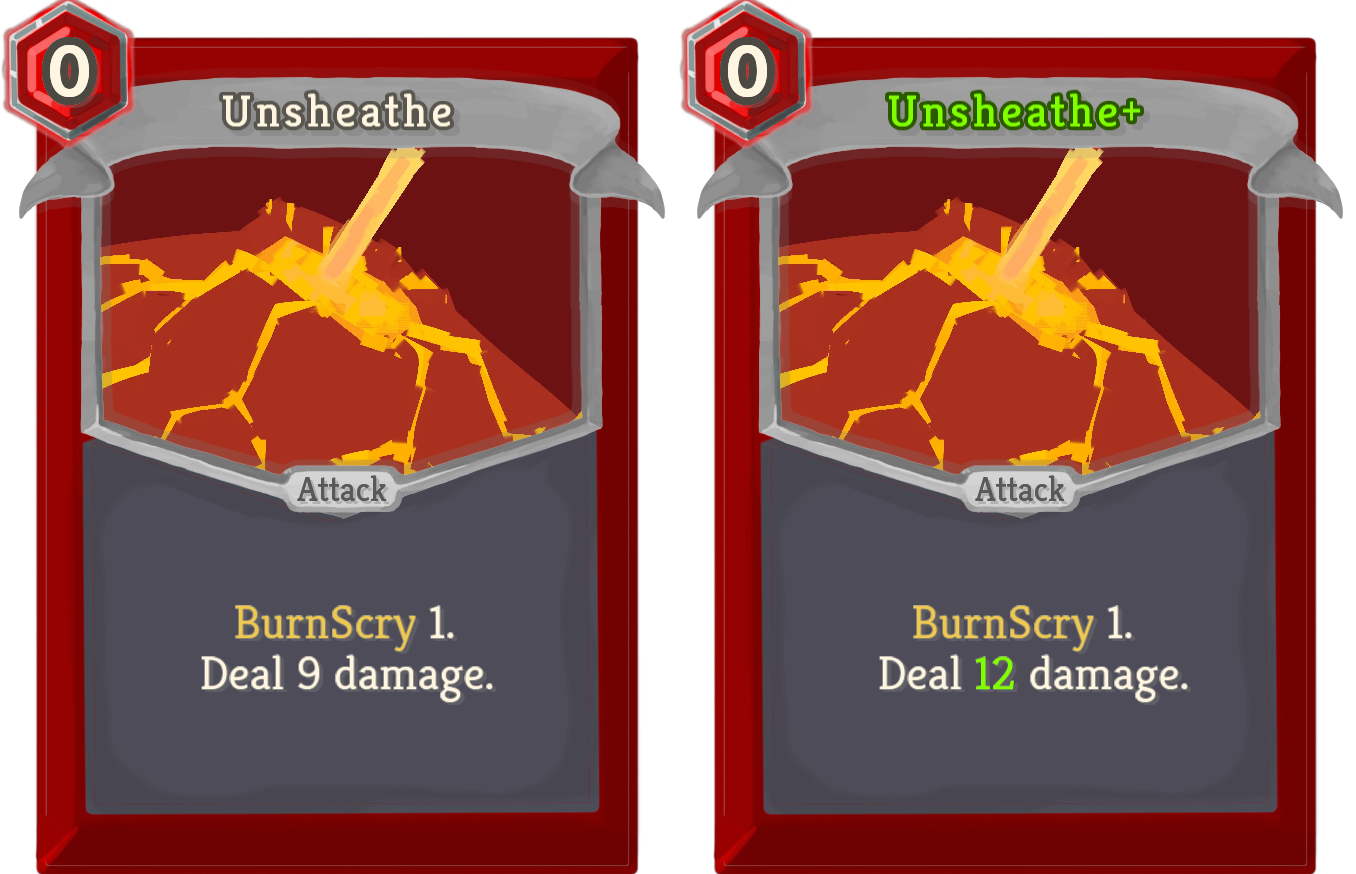 0
Unsheathe
Attack
BurnScry 1.
Deal 9 damage.
0
Unsheathe+
Attack
BurnScry 1.
Deal 12 damage.